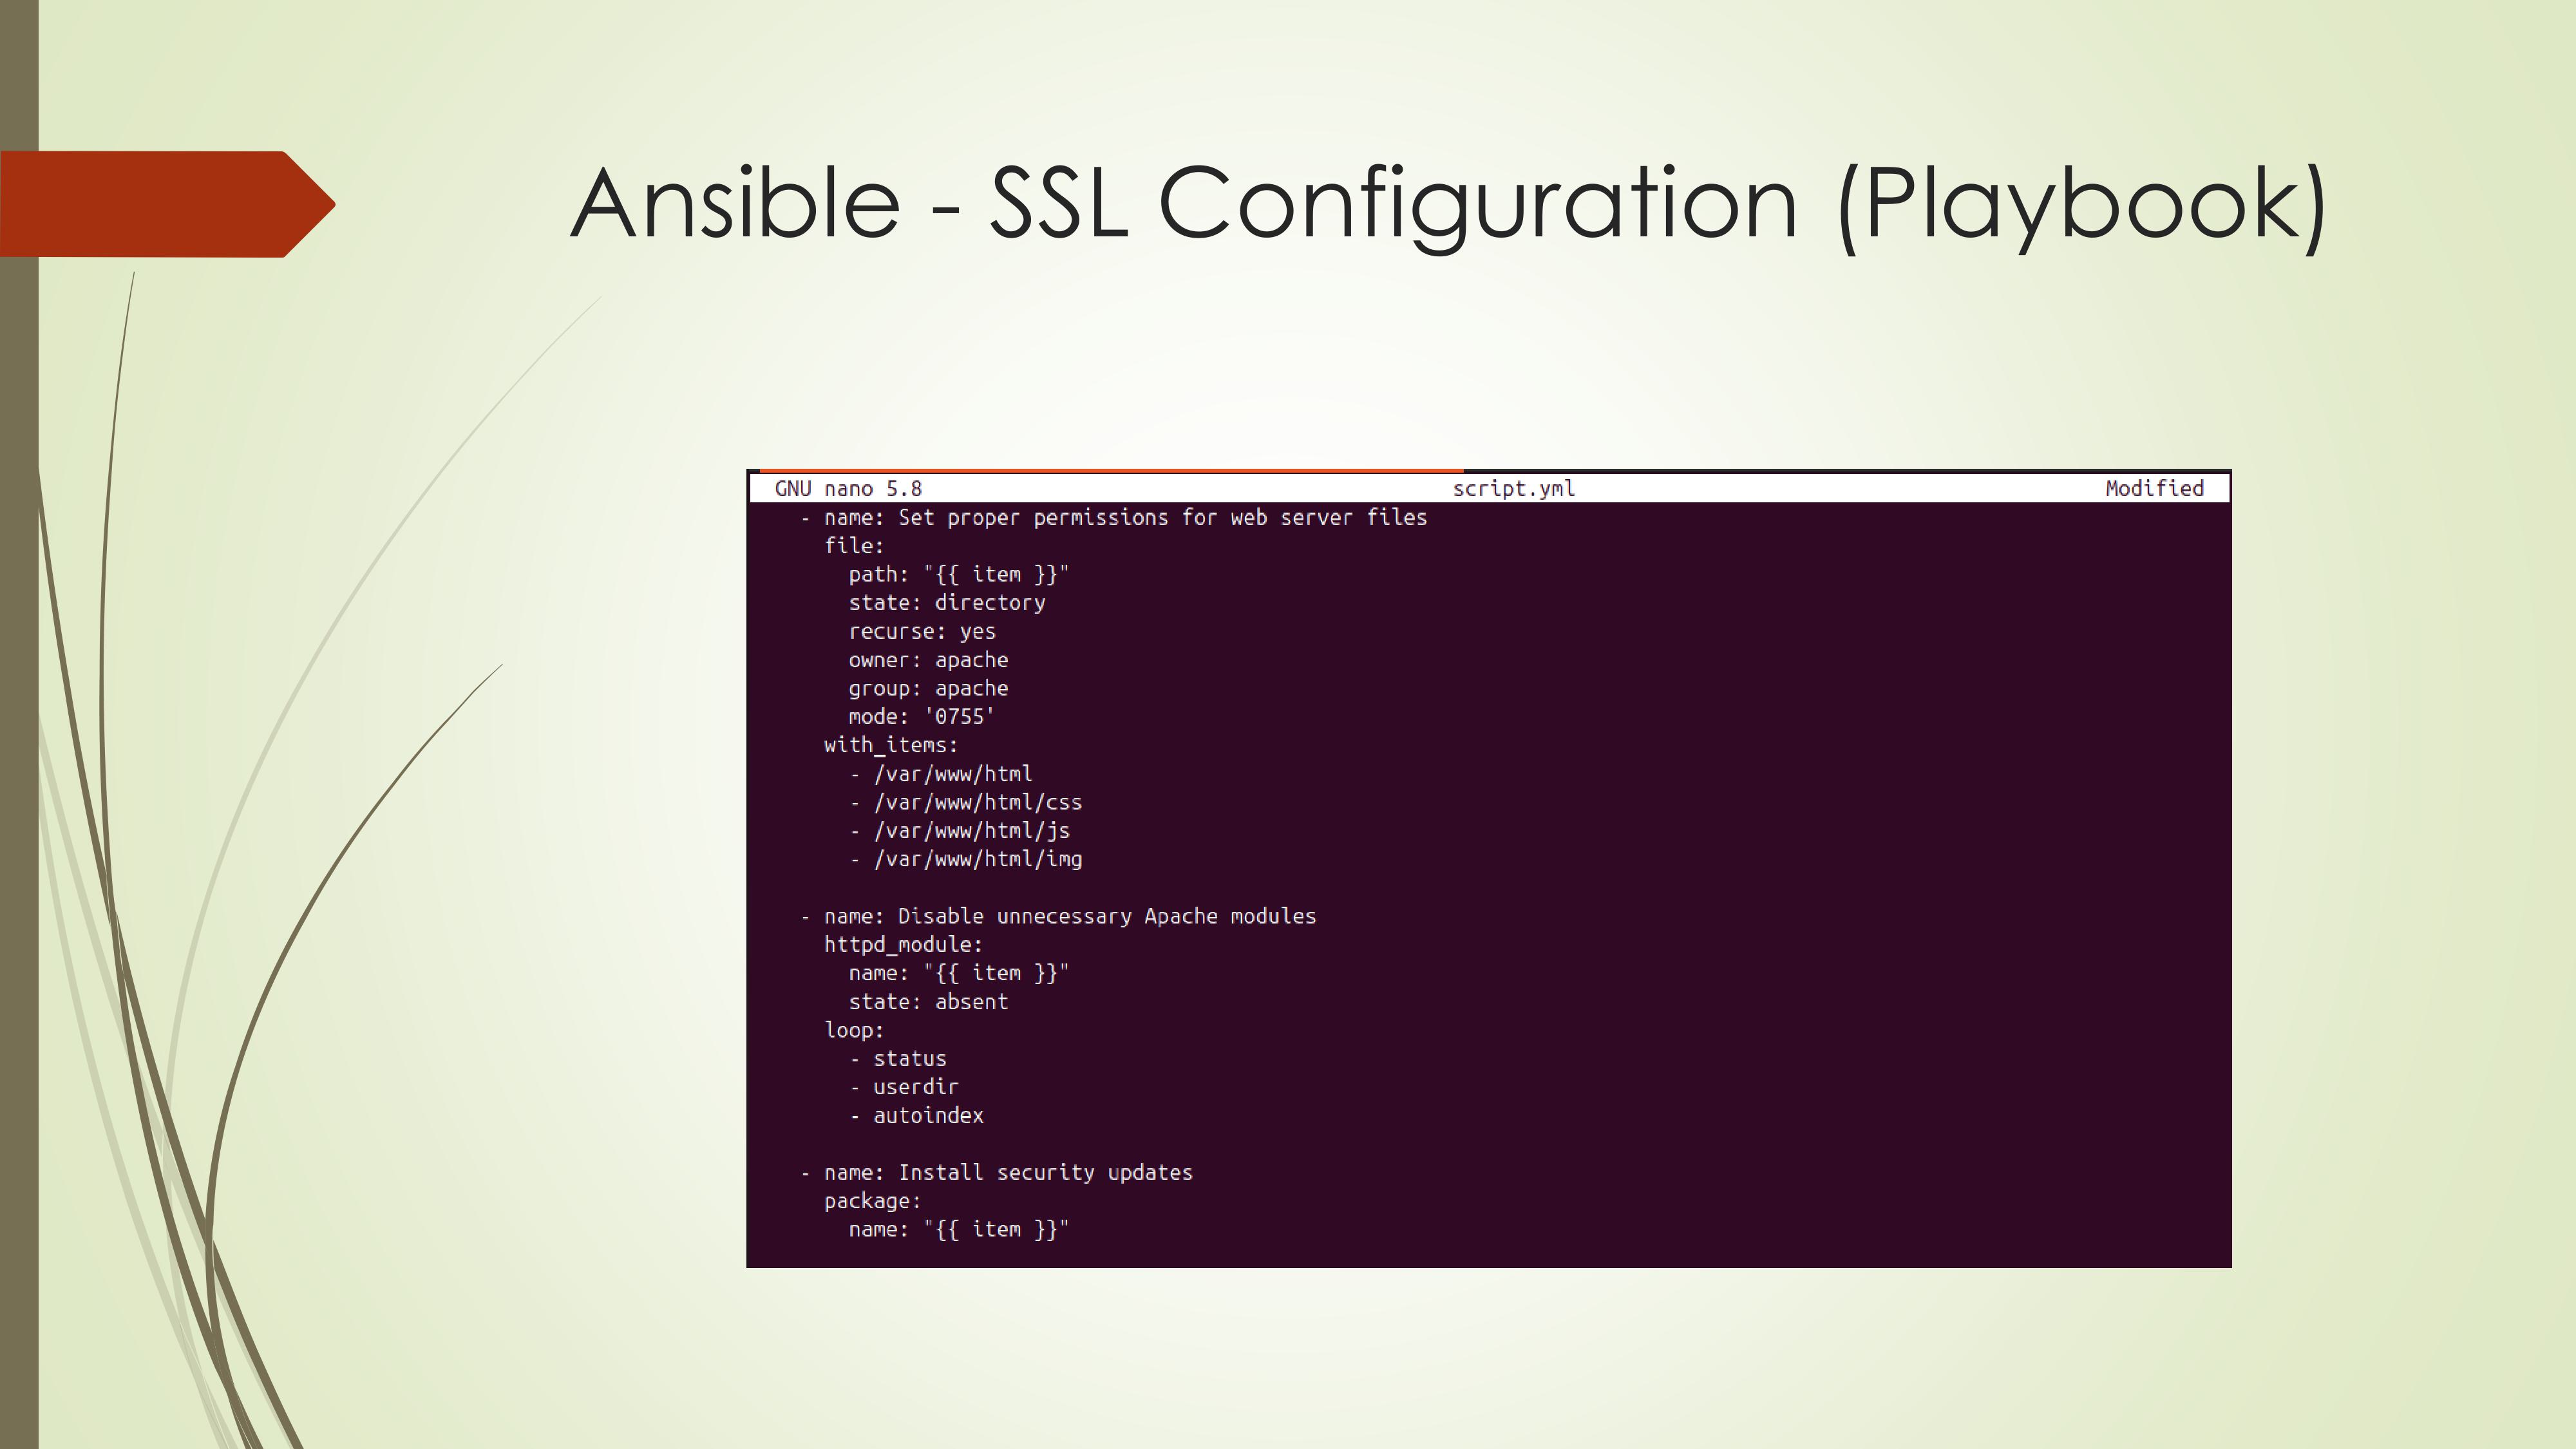 Ansible - SSL Configuration (Playbook)
GNU nano 5.8 script.yml Modified
- name: Set proper permissions for web server files
file:
path: "{{ item }}"
state: directory
recurse: yes
owner: apache
group: apache
mode: '0755'
with_items:
- /var/www/html
- /var/www/html/css
- /var/www/html/js
- /var/www/html/img
- name: Disable unnecessary Apache modules
httpd_module:
name: "{{ item }}"
state: absent
loop:
- status
- userdir
- autoindex
- name: Install security updates
package:
name: "{{ item }}"